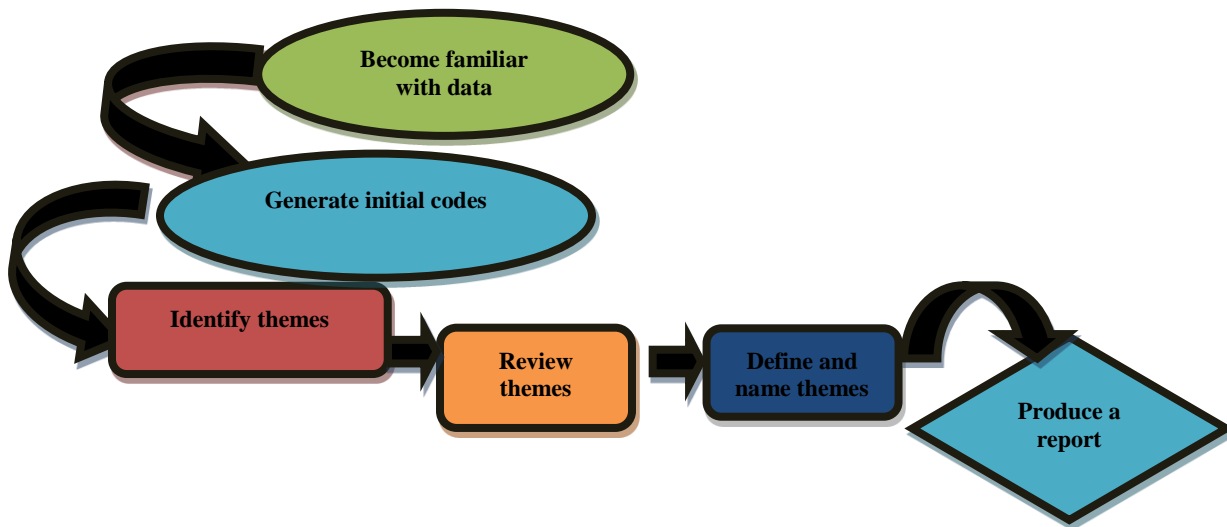 Become familiar
with data
Generate initial codes
Identify themes
Review
themes
Define and
name themes
Produce a
report